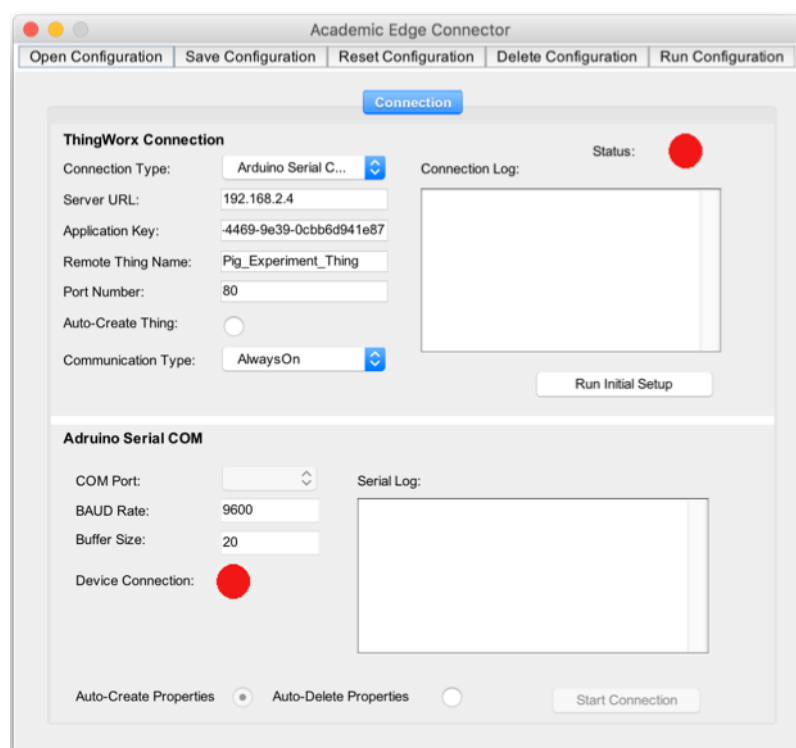 Academic Edge Connector
Open Configuration Save Configuration Reset Configuration Delete Configuration Run Configuration
Connection
ThingWorx Connection
Status:
Connection Type: Arduino Serial C... Connection Log:
Server URL: 192.168.2.4
Application Key: -4469-9e39-0cbb6d941e87
Remote Thing Name: Pig_Experiment_Thing
Port Number: 80
Auto-Create Thing:
Communication Type: AlwaysOn
Run Initial Setup
Adruino Serial COM
COM Port: Serial Log:
BAUD Rate: 9600
Buffer Size: 20
Device Connection:
Auto-Create Properties Auto-Delete Properties Start Connection